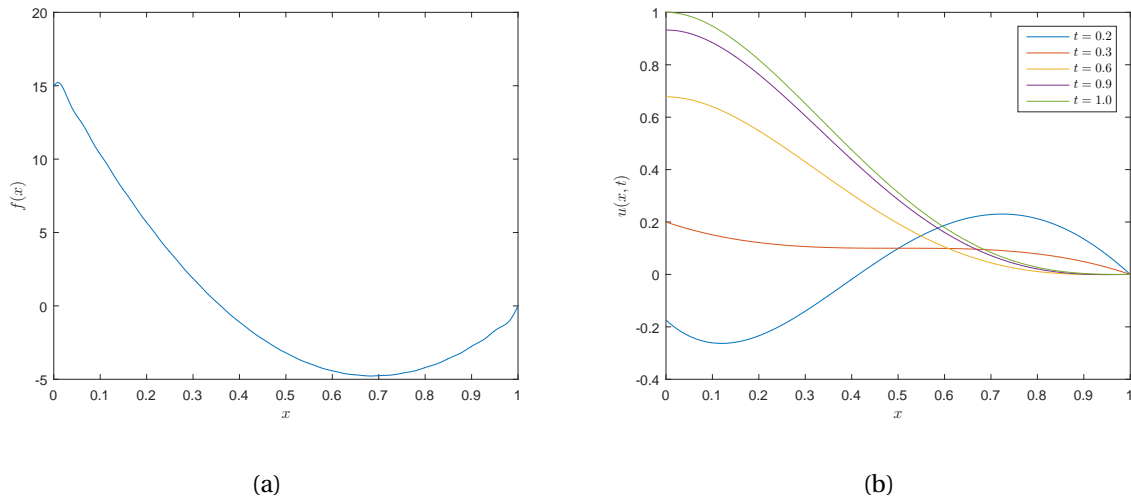 20
15
10
5
0
-5
f(x)
0 0.1 0.2 0.3 0.4 0.5 0.6 0.7 0.8 0.9 1
x
(a)
1
0.8
0.6
0.4
0.2
0
-0.2
-0.4
u(x, t)
t = 0.2
t = 0.3
t = 0.6
t = 0.9
t = 1.0
0 0.1 0.2 0.3 0.4 0.5 0.6 0.7 0.8 0.9 1
x
(b)